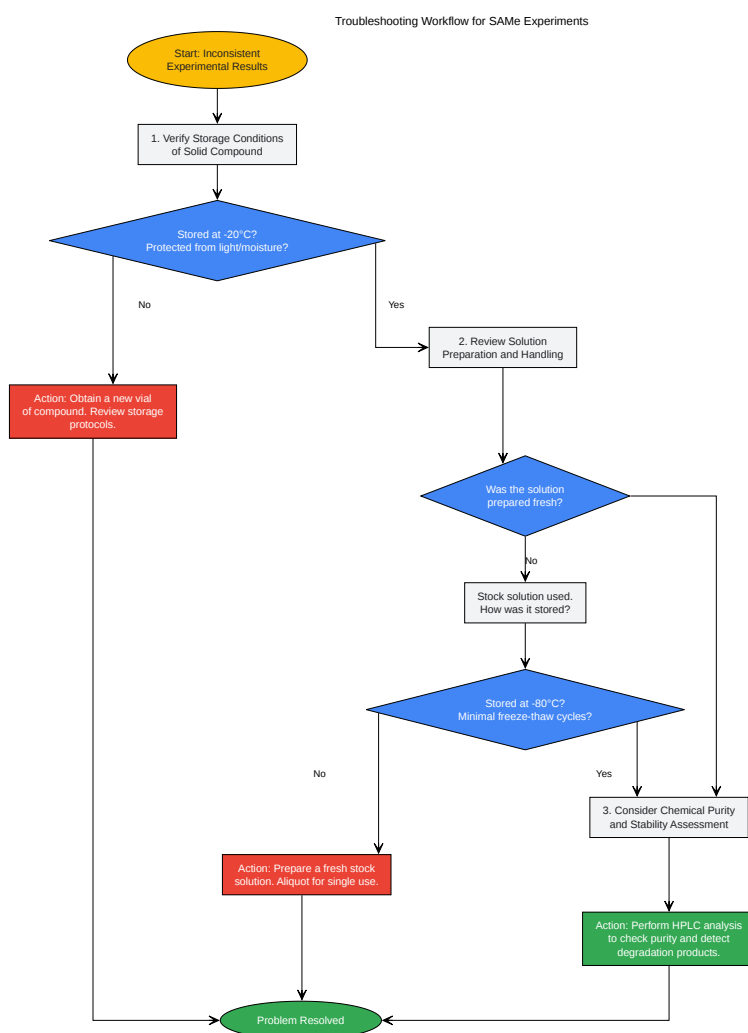 Troubleshooting Workflow for SAMe Experiments
Start: Inconsistent
Experimental Results
1. Verify Storage Conditions
of Solid Compound
Stored at -20°C?
Protected from light/moisture?
No
Yes
2. Review Solution
Preparation and Handling
Action: Obtain a new vial
of compound. Review storage
protocols.
Was the solution
prepared fresh?
No
Stock solution used.
How was it stored?
Stored at -80°C?
Minimal freeze-thaw cycles?
No
Yes
3. Consider Chemical Purity
and Stability Assessment
Action: Prepare a fresh stock
solution. Aliquot for single use.
Action: Perform HPLC analysis
to check purity and detect
degradation products.
Problem Resolved